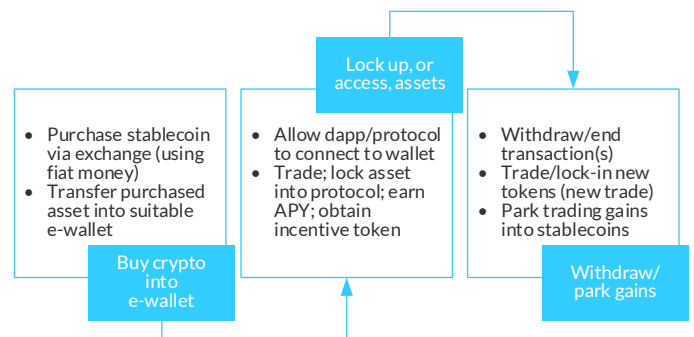 Lock up, or
access, assets
• Purchase stablecoin
via exchange (using
fiat money)
• Transfer purchased
asset into suitable
e-wallet
Buy crypto
into
e-wallet
• Allow dapp/protocol
to connect to wallet
• Trade; lock asset
into protocol; earn
APY; obtain
incentive token
• Withdraw/end
transaction(s)
• Trade/lock-in new
tokens (new trade)
• Park trading gains
into stablecoins
Withdraw/
park gains